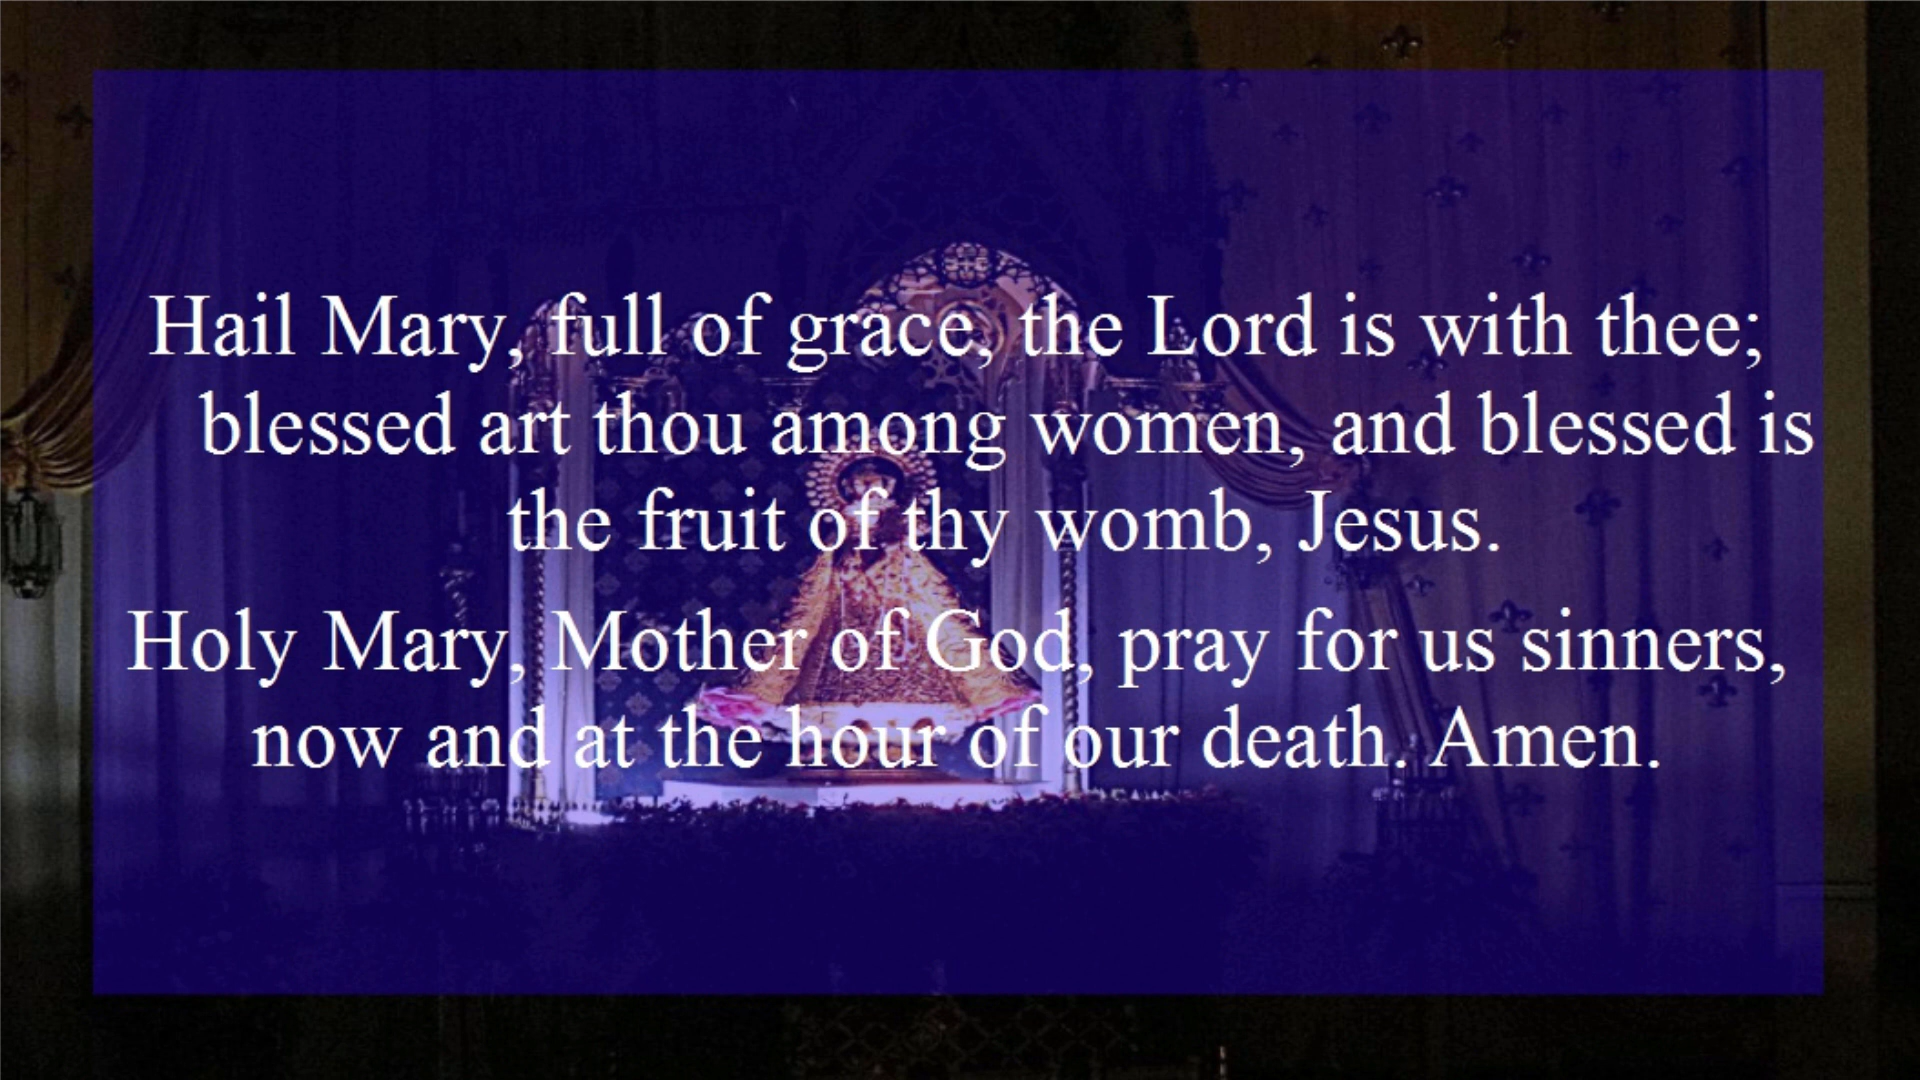 Hail Mary, full of grace, the Lord is with thee;
blessed art thou among women, and blessed is
the fruit of thy womb, Jesus.
Holy Mary, Mother of God, pray for us sinners,
now and at the hour of our death. Amen.